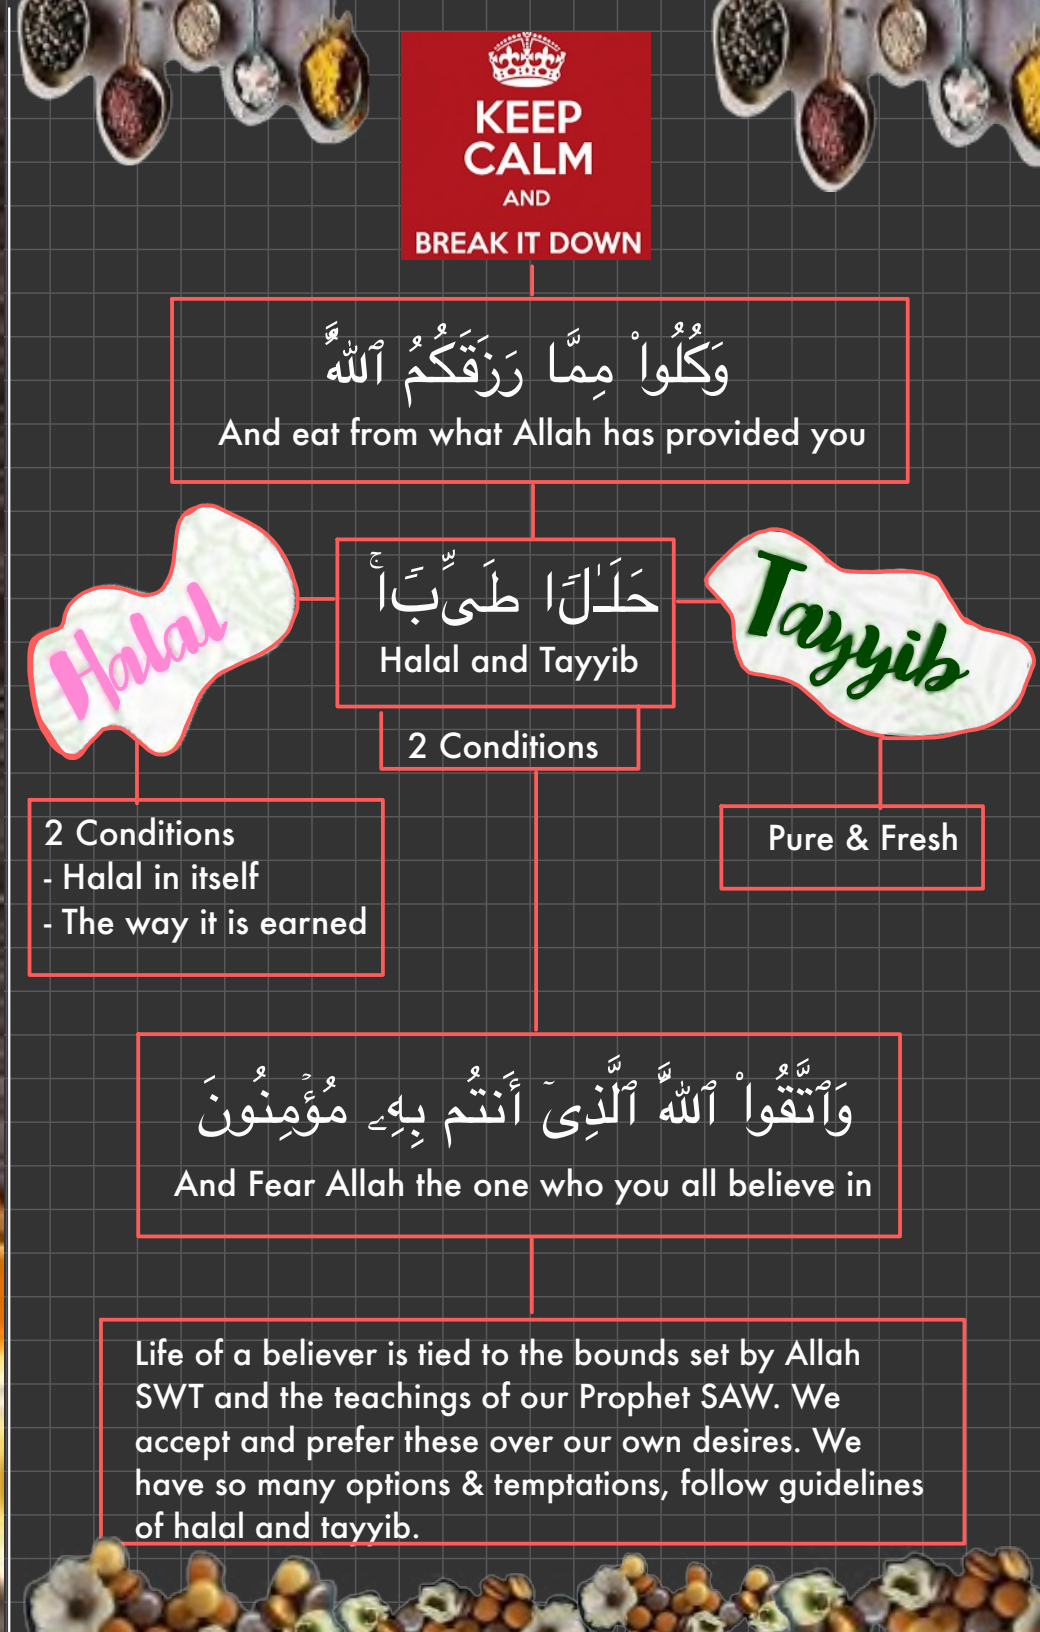 KEEP
CALM
AND
BREAK IT DOWN
وَكُلُوا۟ مِمَّا رَزَقَكُمُ ٱللَّهُ
And eat from what Allah has provided you
حَلَـٰلًۭا طَيِّبًۭا ۚ
Halal and Tayyib
Halal
Tayyib
2 Conditions
2 Conditions
- Halal in itself
- The way it is earned
Pure & Fresh
وَٱتَّقُوا۟ ٱللَّهَ ٱلَّذِىٓ أَنتُم بِهِۦ مُؤْمِنُونَ
And Fear Allah the one who you all believe in
Life of a believer is tied to the bounds set by Allah
SWT and the teachings of our Prophet SAW. We
accept and prefer these over our own desires. We
have so many options & temptations, follow guidelines
of halal and tayyib.